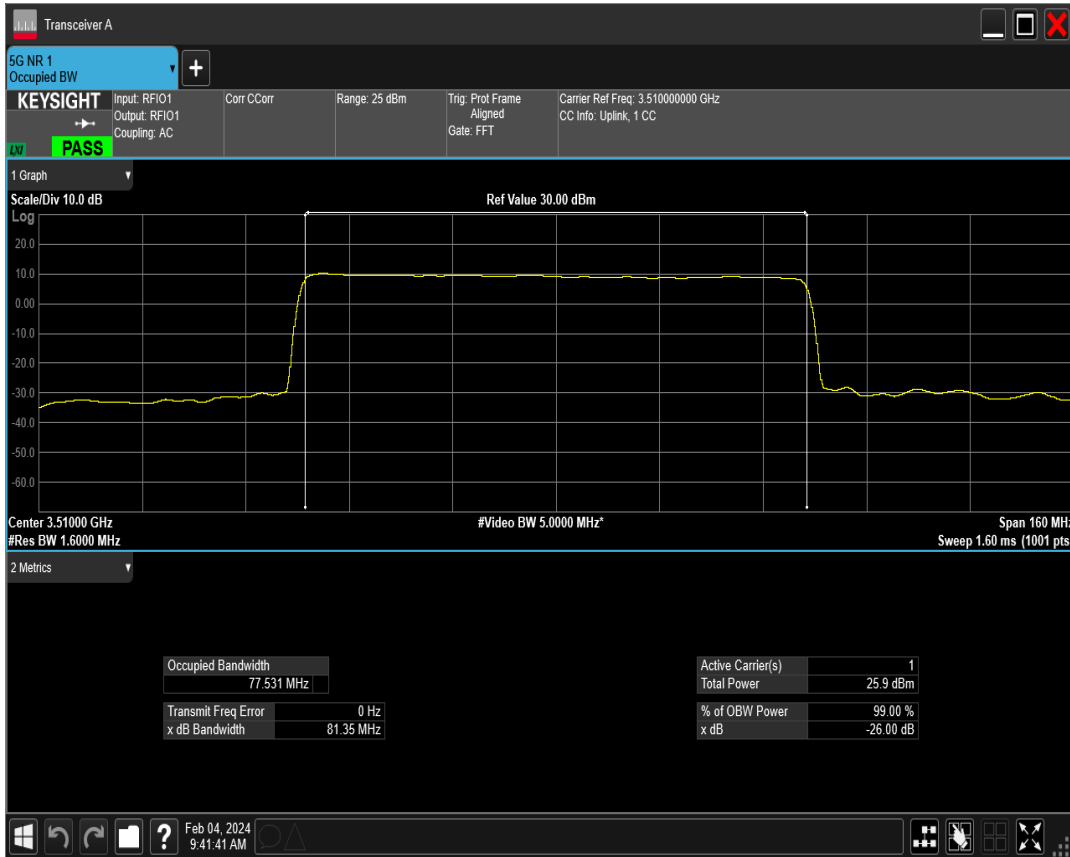 Transceiver A
5G NR 1
Occupied BW
+
KEYSIGHT
LXI
PASS
Input: RFIO1
Output: RFIO1
Coupling: AC
Corr CCorr
Range: 25 dBm
Trig: Prot Frame
Aligned
Gate: FFT
Carrier Ref Freq: 3.510000000 GHz
CC Info: Uplink, 1 CC
1 Graph
Scale/Div 10.0 dB
Ref Value 30.00 dBm
Log
20.0
10.0
0.00
-10.0
-20.0
-30.0
-40.0
-50.0
-60.0
Center 3.51000 GHz
#Video BW 5.0000 MHz*
Span 160 MHz
#Res BW 1.6000 MHz
Sweep 1.60 ms (1001 pts
2 Metrics
Occupied Bandwidth
77.531 MHz
Transmit Freq Error 0 Hz
x dB Bandwidth 81.35 MHz
Active Carrier(s) 1
Total Power 25.9 dBm
% of OBW Power 99.00 %
x dB -26.00 dB
?
Feb 04, 2024
9:41:41 AM